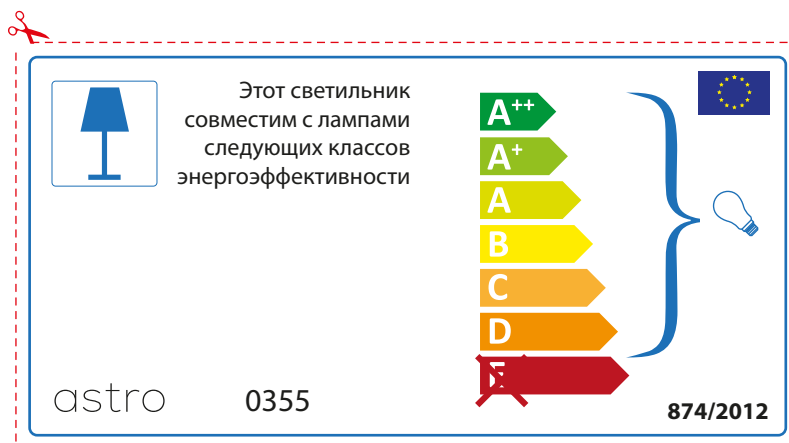 Этот светильник
совместим с лампами
следующих классов
энергоэффективности
A++
A+
A
B
C
D
E
astro
0355
874/2012